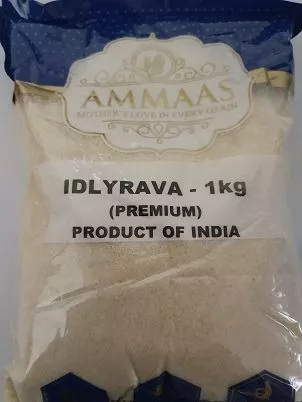 AMMAAS
MOTHER'S LOVE IN EVERY GRAIN
IDLYRAVA - 1kg
(PREMIUM)
PRODUCT OF INDIA